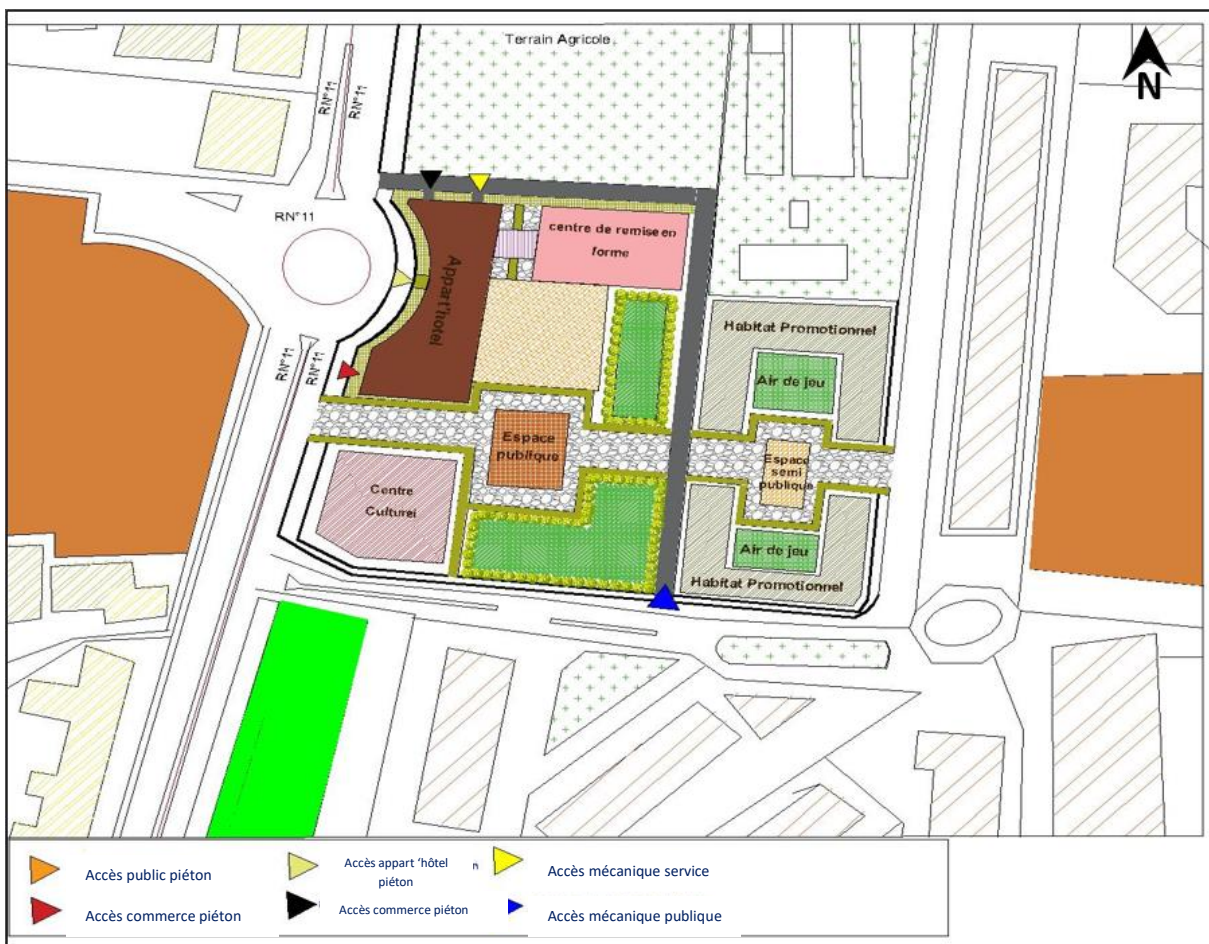 Terrain Agricole
N
RN°11
RN°11
RN°11
centre de remise en
forme
Appart'hotel
Habitat Promotionnel
Air de jeu
RN°11
RN°11
Espace
publique
Espace
semi
publique
Centre
Culturel
Air de jeu
Habitat Promotionnel
Accès public piéton
Accès appart ‘hôtel
piéton
n
Accès mécanique service
Accès commerce piéton
Accès commerce piéton
Accès mécanique publique